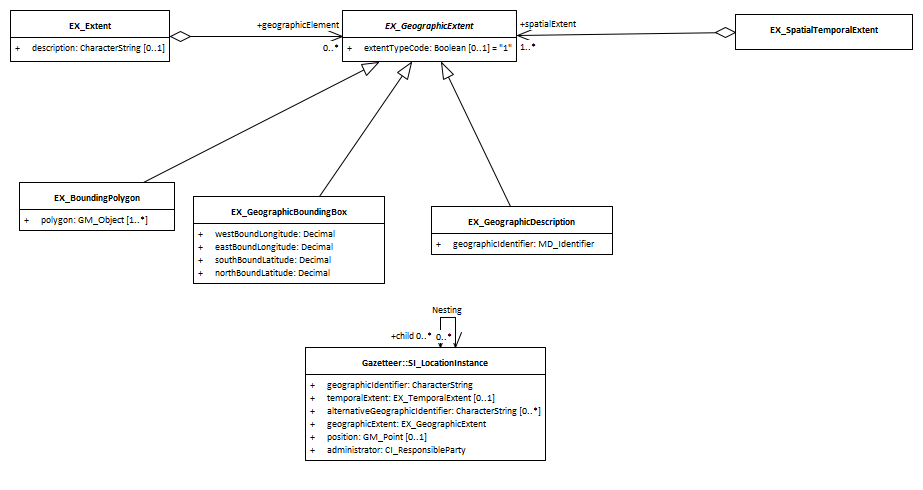 EX_Extent
+ description: CharacterString [0..1]
+geographicElement
0..*
EX_GeographicExtent
+ extentTypeCode: Boolean [0..1] = "1"
+spatialExtent
1..*
EX_SpatialTemporalExtent
EX_BoundingPolygon
+ polygon: GM_Object [1..*]
EX_GeographicBoundingBox
+ westBoundLongitude: Decimal
+ eastBoundLongitude: Decimal
+ southBoundLatitude: Decimal
+ northBoundLatitude: Decimal
EX_GeographicDescription
+ geographicIdentifier: MD_Identifier
Nesting
+child 0..* 0..*
Gazetteer::SI_LocationInstance
+ geographicIdentifier: CharacterString
+ temporalExtent: EX_TemporalExtent [0..1]
+ alternativeGeographicIdentifier: CharacterString [0..*]
+ geographicExtent: EX_GeographicExtent
+ position: GM_Point [0..1]
+ administrator: CI_ResponsibleParty